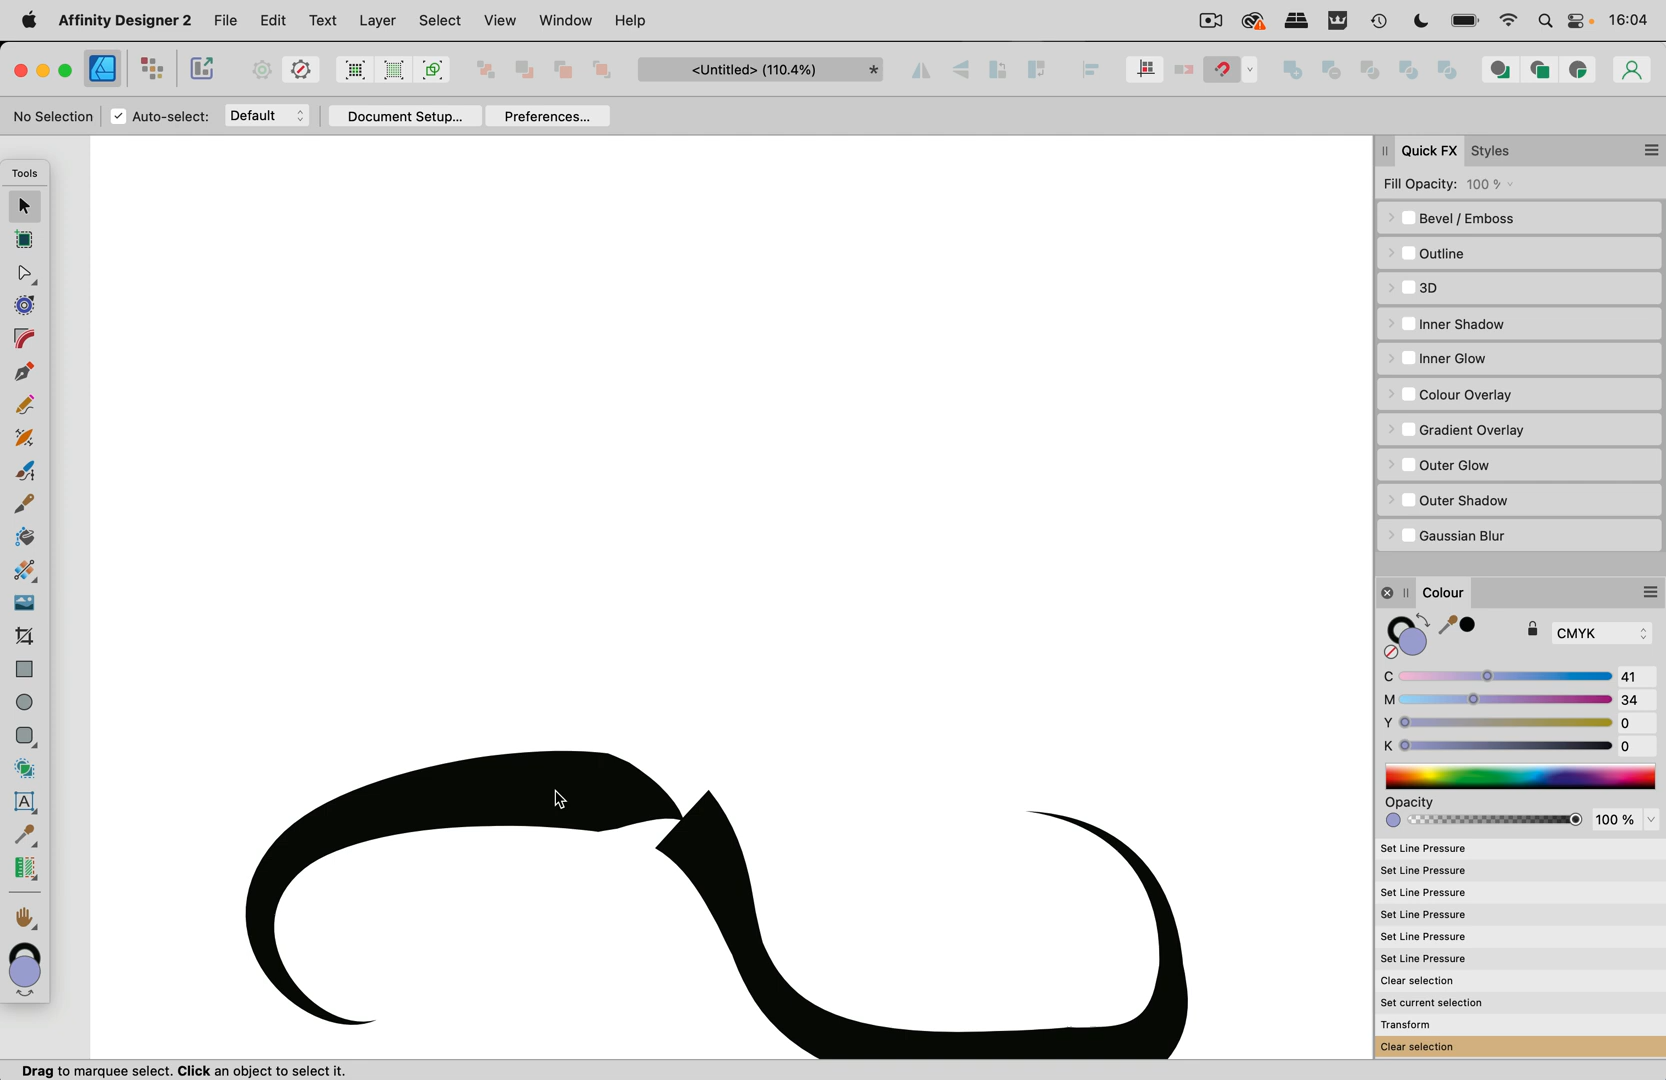 Affinity Designer 2 File Edit Text Layer Select View Window Help 16:04
<Untitled> (110.4%) *
No Selection Auto-select: Default Document Setup... Preferences...
Tools
Quick FX Styles
Fill Opacity: 100 %
Bevel / Emboss
Outline
3D
Inner Shadow
Inner Glow
Colour Overlay
Gradient Overlay
Outer Glow
Outer Shadow
Gaussian Blur
Colour
CMYK
C 41
M 34
Y 0
K 0
Opacity
100 %
A
Set Line Pressure
Set Line Pressure
Set Line Pressure
Set Line Pressure
Set Line Pressure
Set Line Pressure
Clear selection
Set current selection
Transform
Clear selection
Drag to marquee select. Click an object to select it.